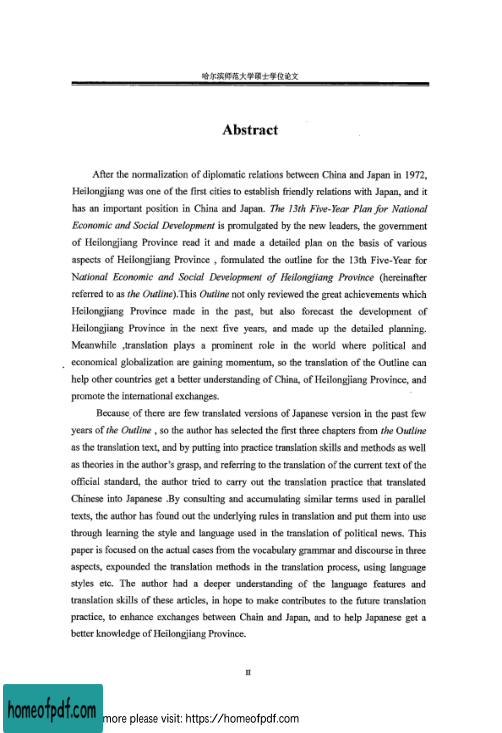 哈尔滨师范大学硕士学位论文
Abstract
After the normalization of diplomatic relations between China and Japan in 1972,
Heilongjiang was one of the first cities to establish friendly relations with Japan, and it
has an important position in China and Japan. The 13th Five-Year Plan for National
Economic and Social Development is promulgated by the new leaders, the government
of Heilongjiang Province read it and made a detailed plan on the basis of various
aspects of Heilongjiang Province , formulated the outline for the 13th Five-Year for
National Economic and Social Development of Heilongjiang Province (hereinafter
referred to as the Outline).This Outline not only reviewed the great achievements which
Heilongjiang Province made in the past, but also forecast the development of
Heilongjiang Province in the next five years, and made up the detailed planning.
Meanwhile ,translation plays a prominent role in the world where political and
economical globalization are gaining momentum, so the translation of the Outline can
help other countries get a better understanding of China, of Heilongjiang Province, and
promote the international exchanges.
Because of there are few translated versions of Japanese version in the past few
years of the Outline , so the author has selected the first three chapters from the Outline
as the translation text, and by putting into practice translation skills and methods as well
as theories in the author's grasp, and referring to the translation of the current text of the
official standard, the author tried to carry out the translation practice that translated
Chinese into Japanese .By consulting and accumulating similar terms used in parallel
texts, the author has found out the underlying rules in translation and put them into use
through learning the style and language used in the translation of political news. This
paper is focused on the actual cases from the vocabulary grammar and discourse in three
aspects, expounded the translation methods in the translation process, using language
styles etc. The author had a deeper understanding of the language features and
translation skills of these articles, in hope to make contributes to the future translation
practice, to enhance exchanges between Chain and Japan, and to help Japanese get a
better knowledge of Heilongjiang Province.
II
homeofpdf.com more please visit: https://homeofpdf.com